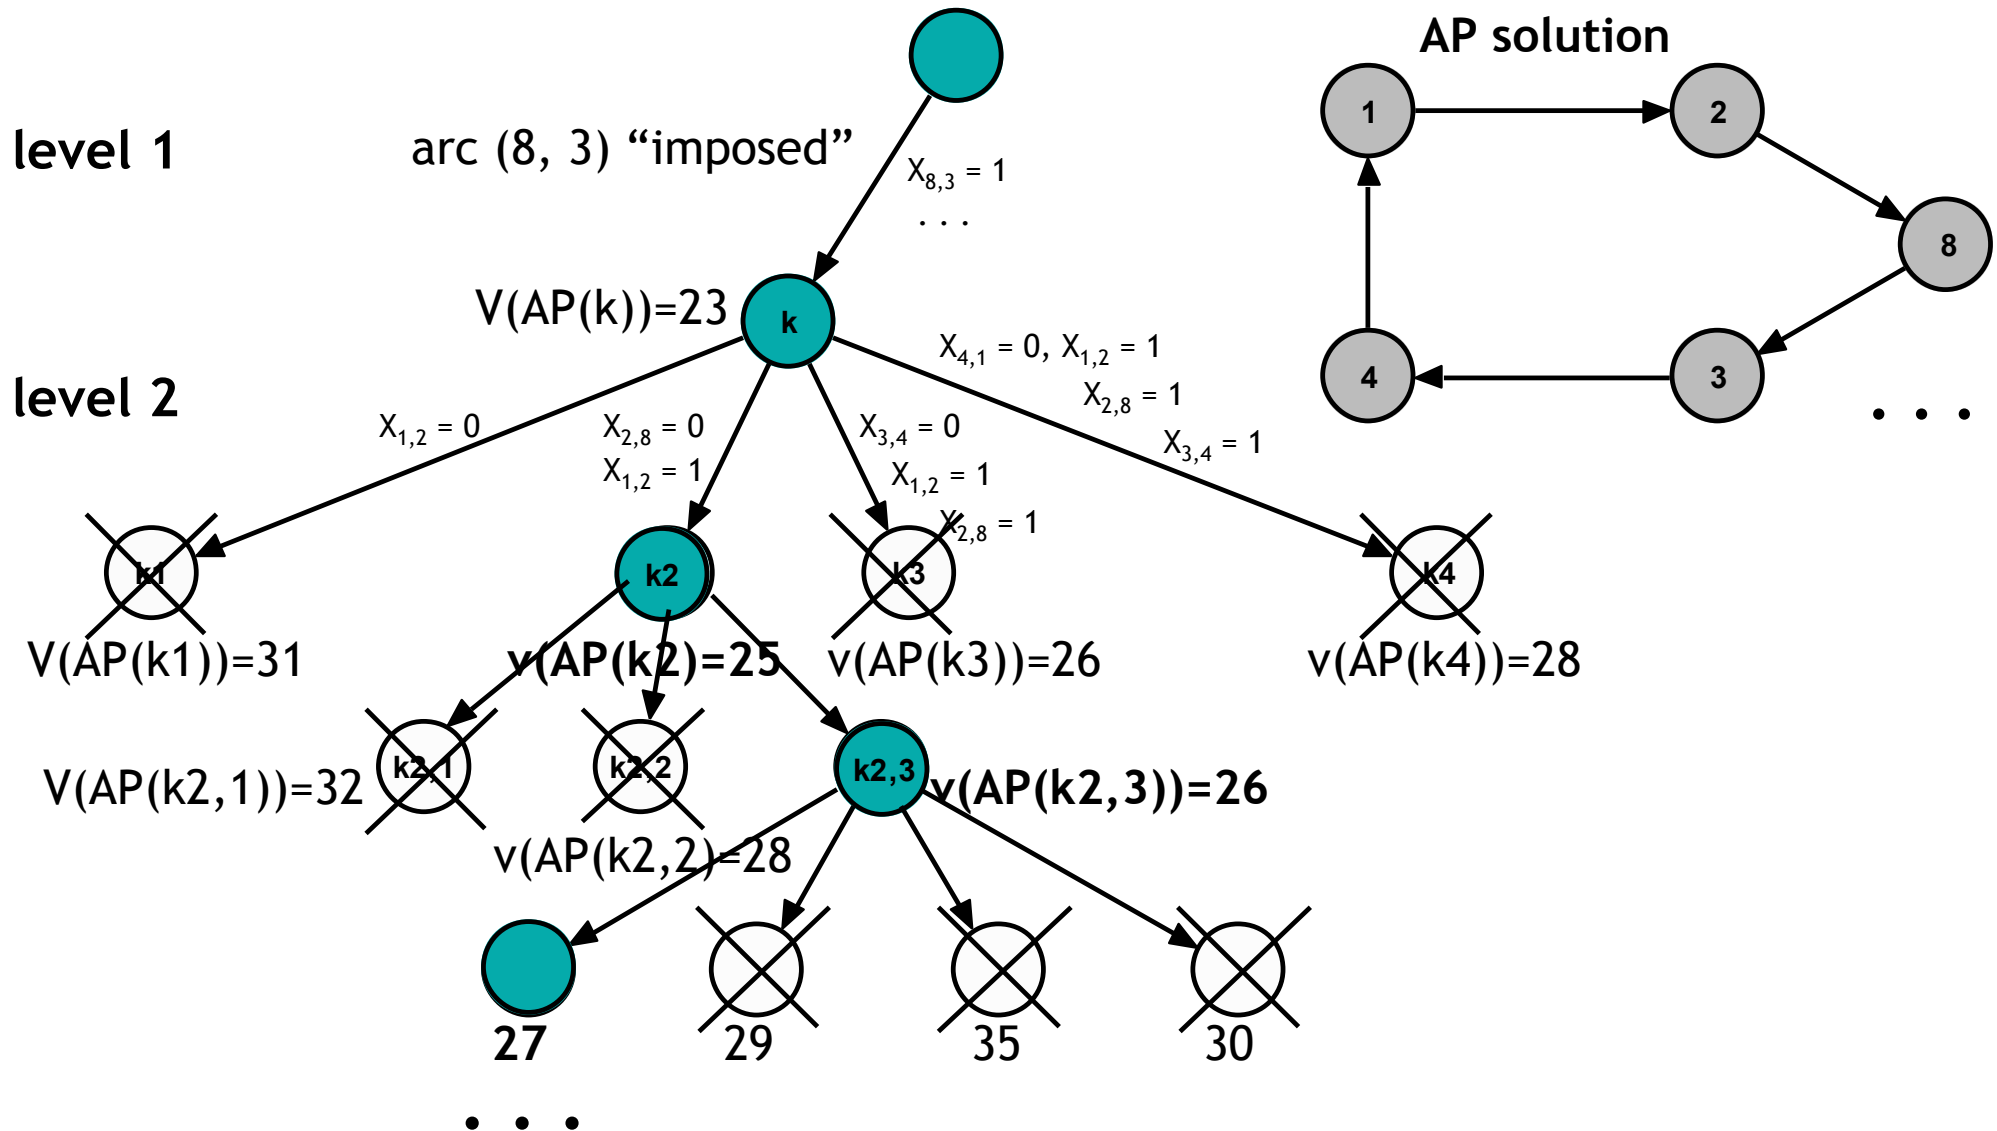 AP solution
1
2
level 1
arc (8, 3) “imposed”
X8,3 = 1
. . .
8
V(AP(k))=23
k
X4,1 = 0, X1,2 = 1
X2,8 = 1
X3,4 = 1
4
3
. . .
level 2
X1,2 = 0
X2,8 = 0
X1,2 = 1
X3,4 = 0
X1,2 = 1
X2,8 = 1
k1
k2
k3
k4
V(AP(k1))=31
v(AP(k2)=25
v(AP(k3))=26
v(AP(k4))=28
V(AP(k2,1))=32
k2,1
k2,2
k2,3
v(AP(k2,3))=26
v(AP(k2,2)=28
27
29
35
30
. . .